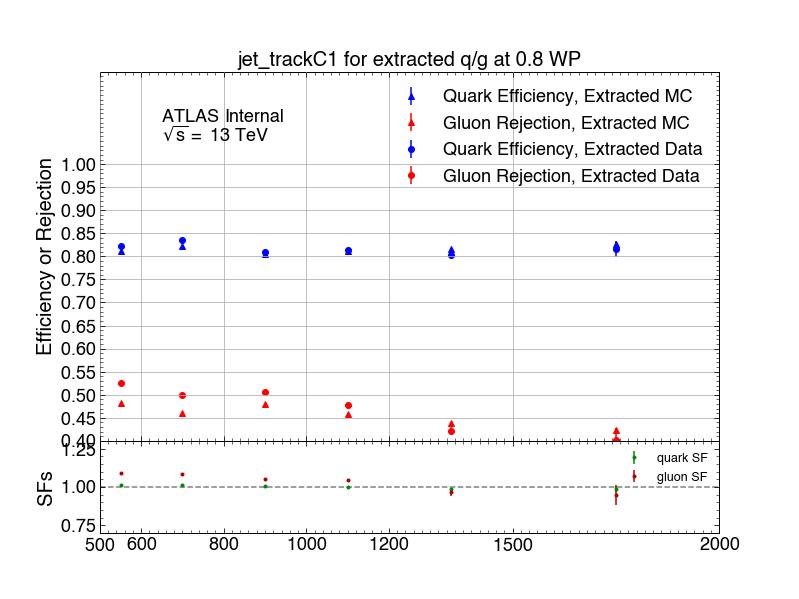 jet_trackC1 for extracted q/g at 0.8 WP
ATLAS Internal
√s = 13 TeV
Quark Efficiency, Extracted MC
Gluon Rejection, Extracted MC
Quark Efficiency, Extracted Data
Gluon Rejection, Extracted Data
Efficiency or Rejection
1.00
0.95
0.90
0.85
0.80
0.75
0.70
0.65
0.60
0.55
0.50
0.45
0.40
SFs
1.25
1.00
0.75
quark SF
gluon SF
500 600 800 1000 1200 1500 2000